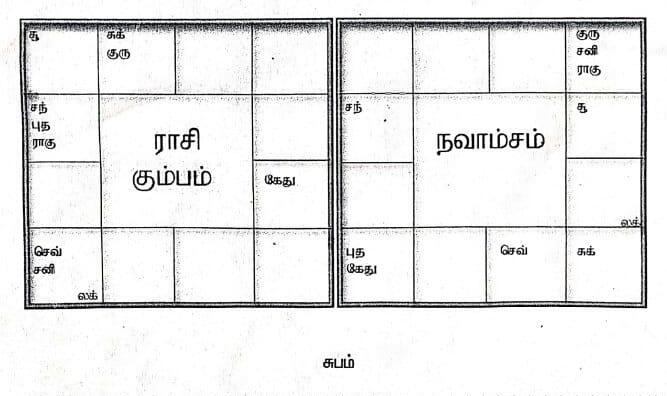 சூ
சுக்
குரு
சந்
புத
ராகு
ராசி
கும்பம்
கேது
செவ்
சனி
லக்
குரு
சனி
ராகு
சந்
நவாம்சம்
சூ
லக்
புத
கேது
செவ்
சுக்
சுபம்